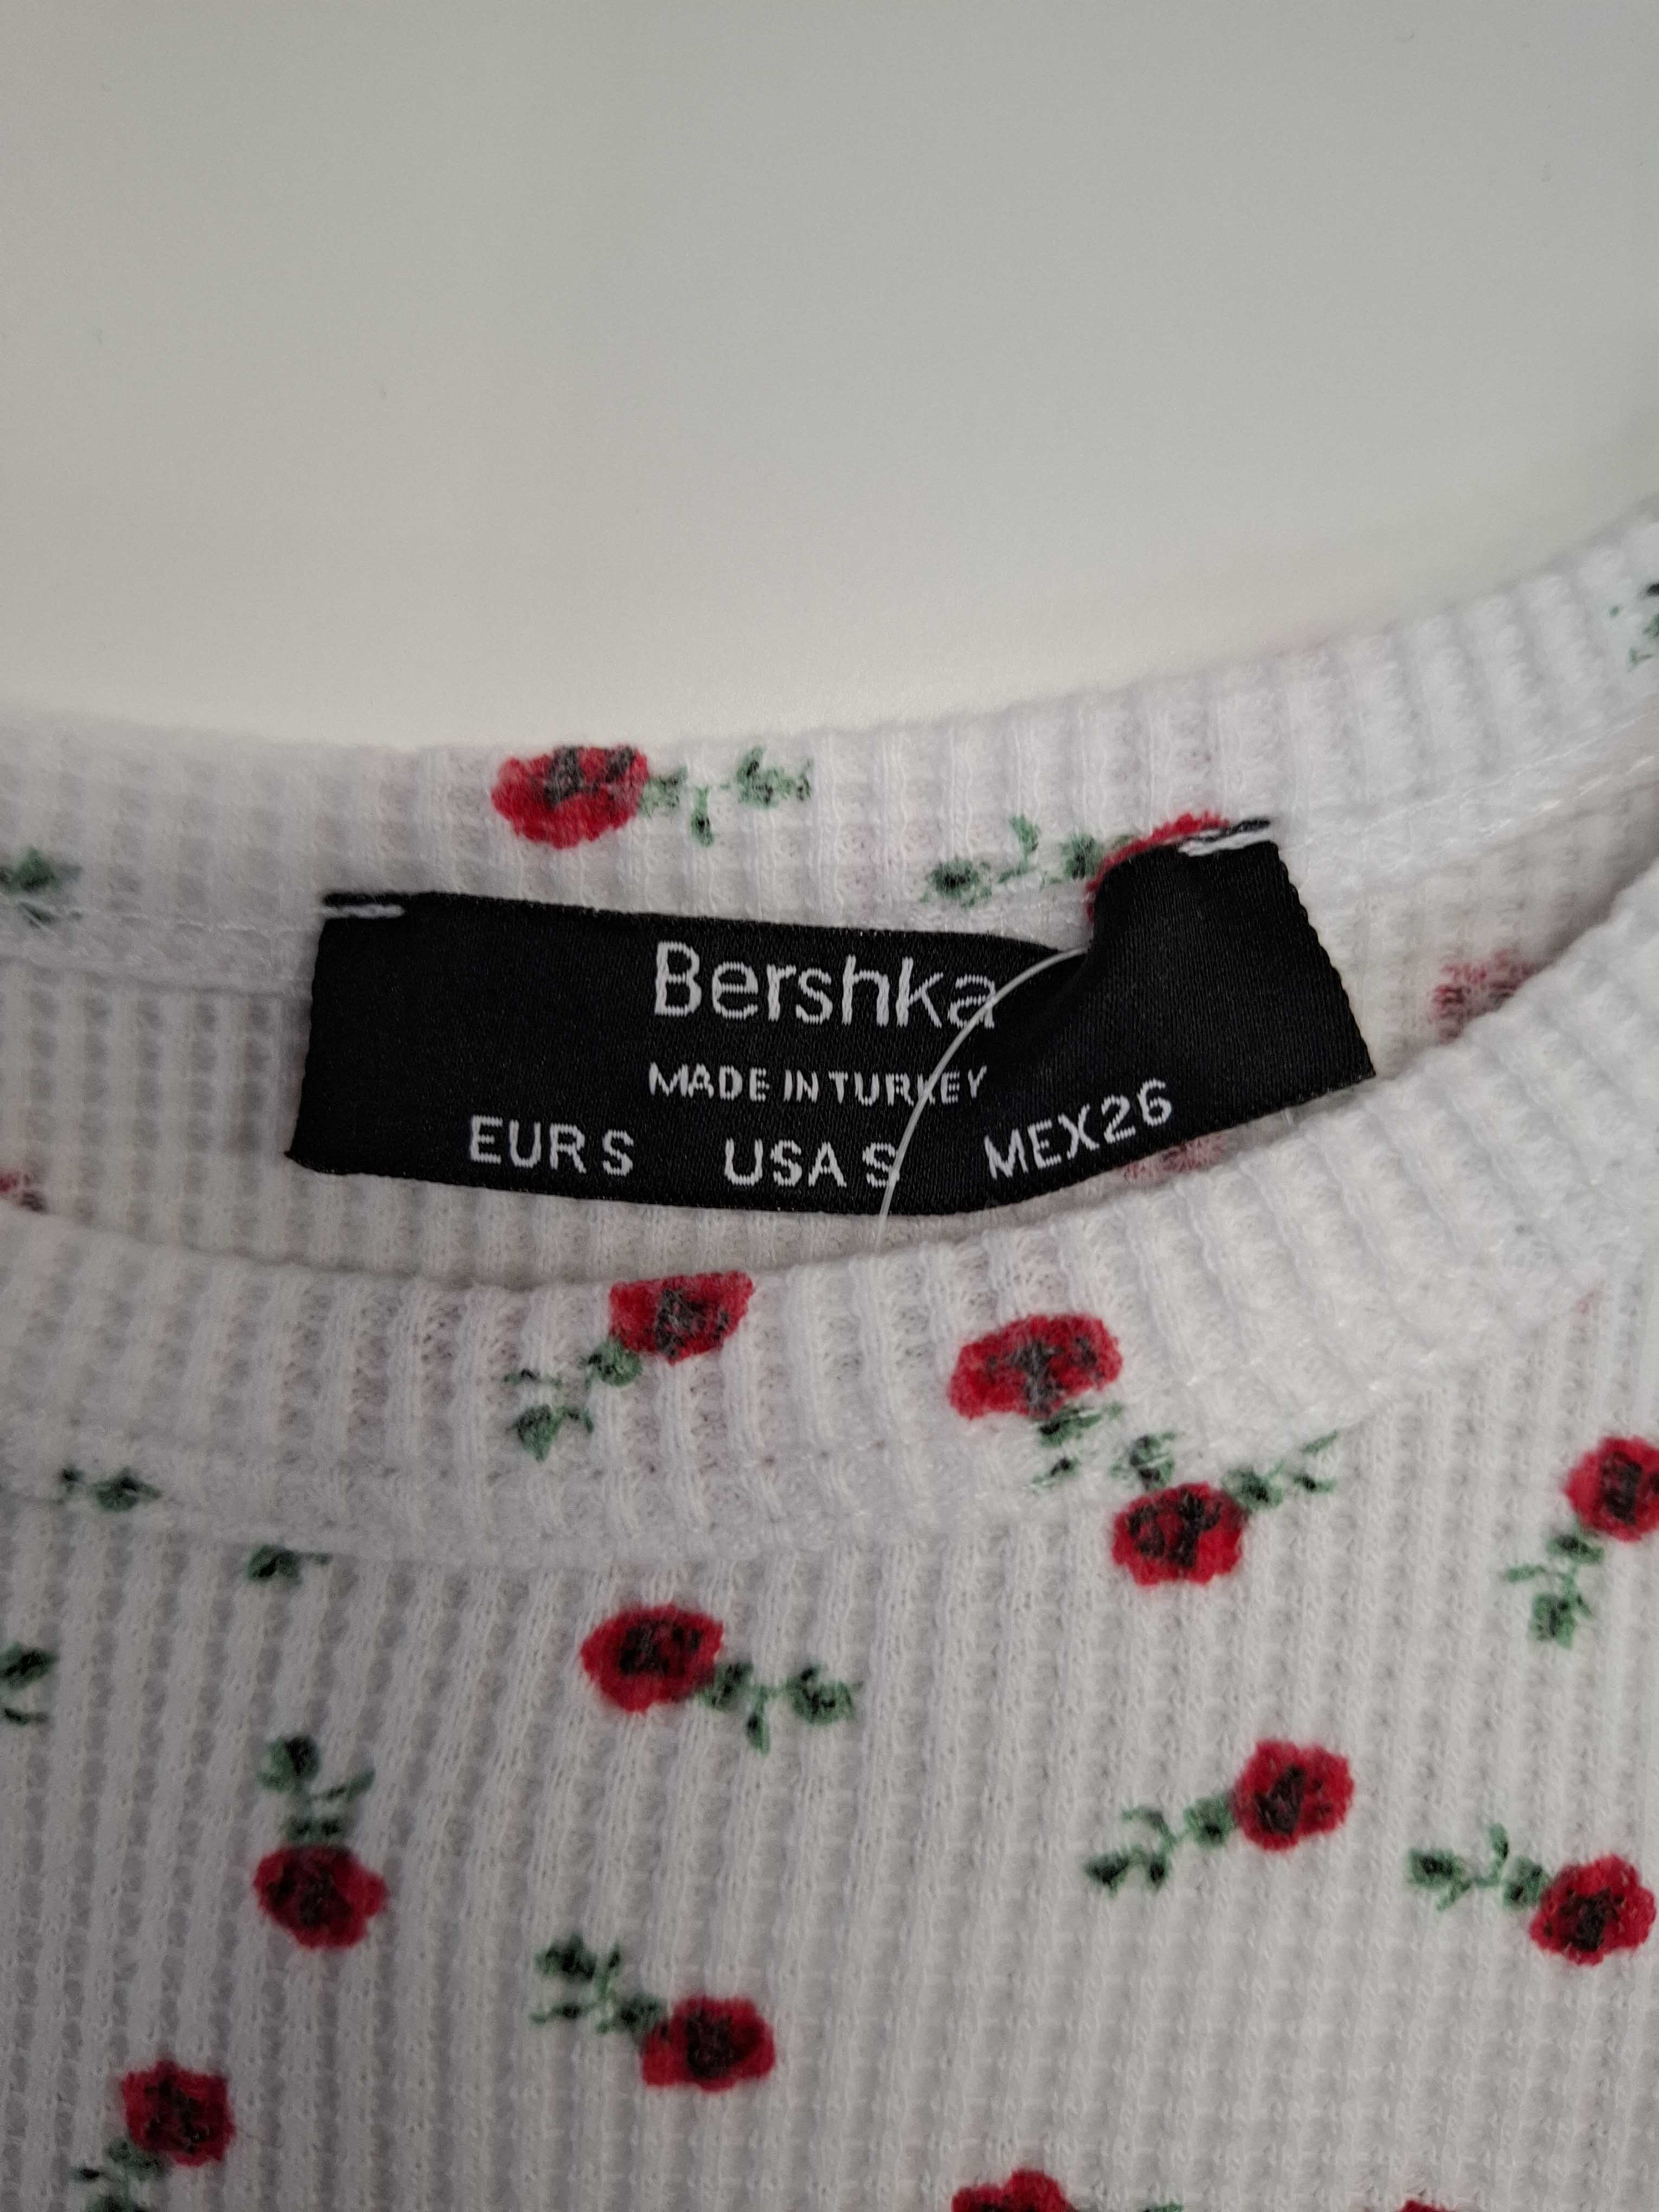 Bershka
MADE IN TURKEY
EUR S USA S MEX 26